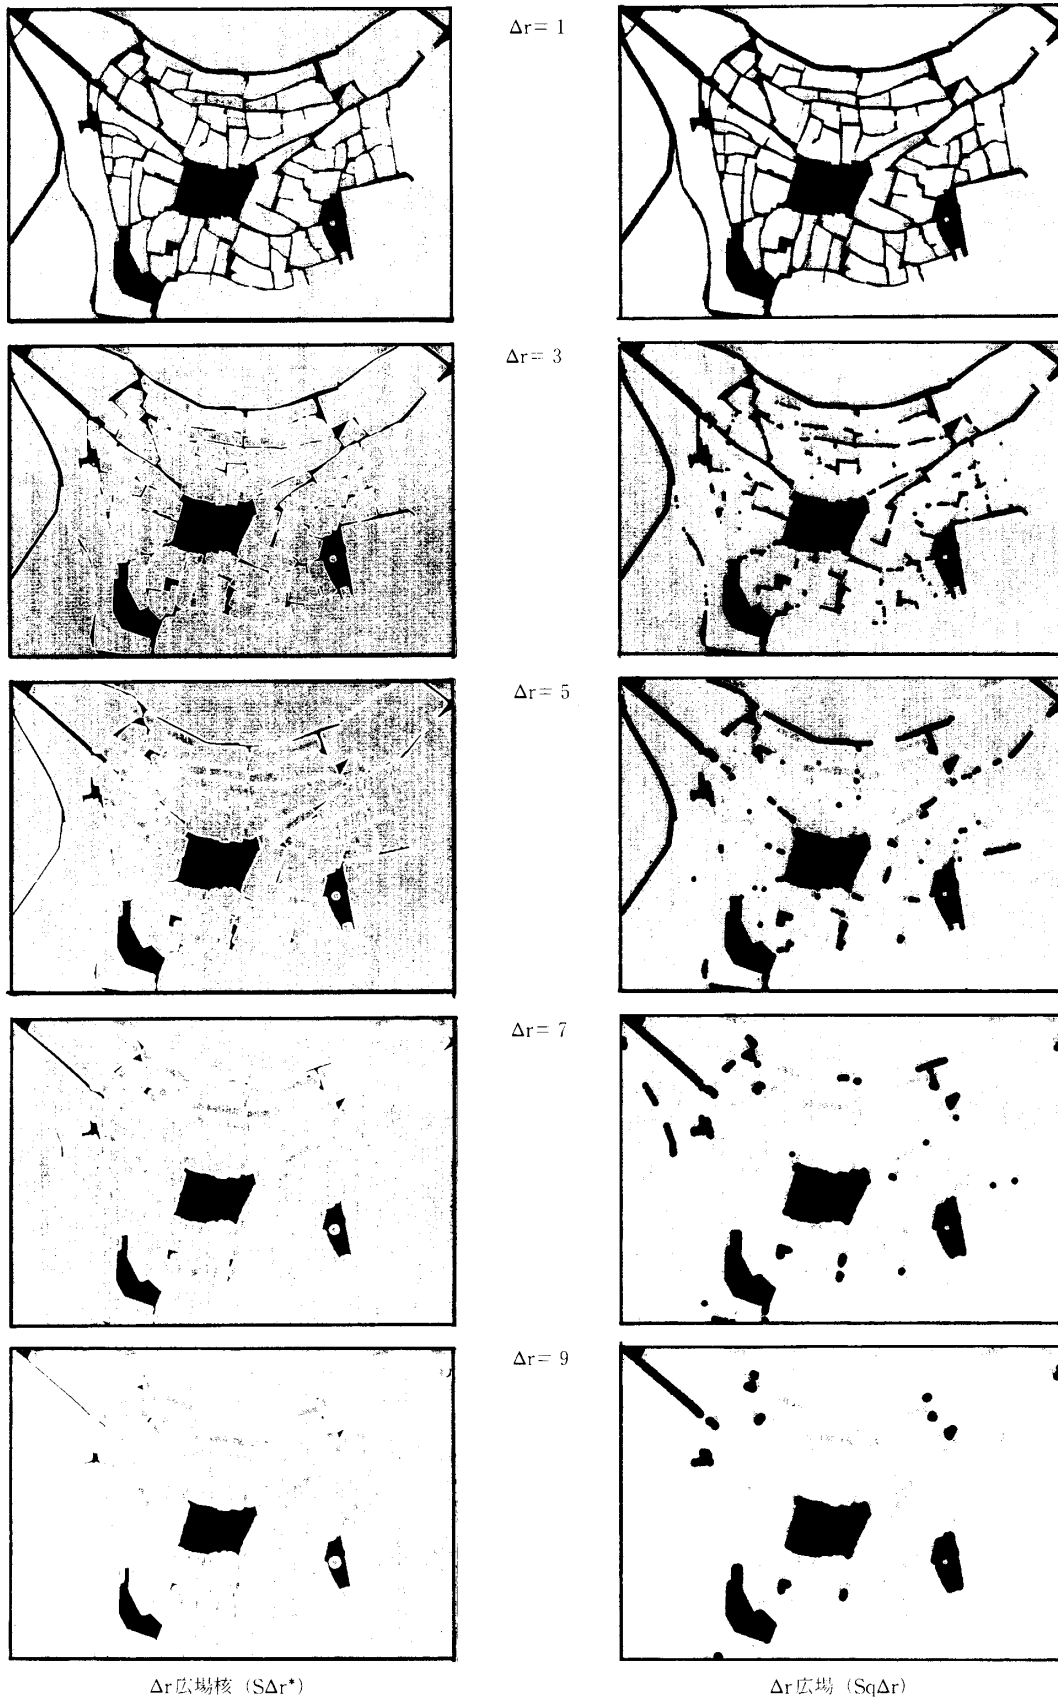 Δr= 1
Δr= 3
Δr= 5
Δr= 7
Δr= 9
Δr広場核 (SΔr*)
Δr広場 (SqΔr)